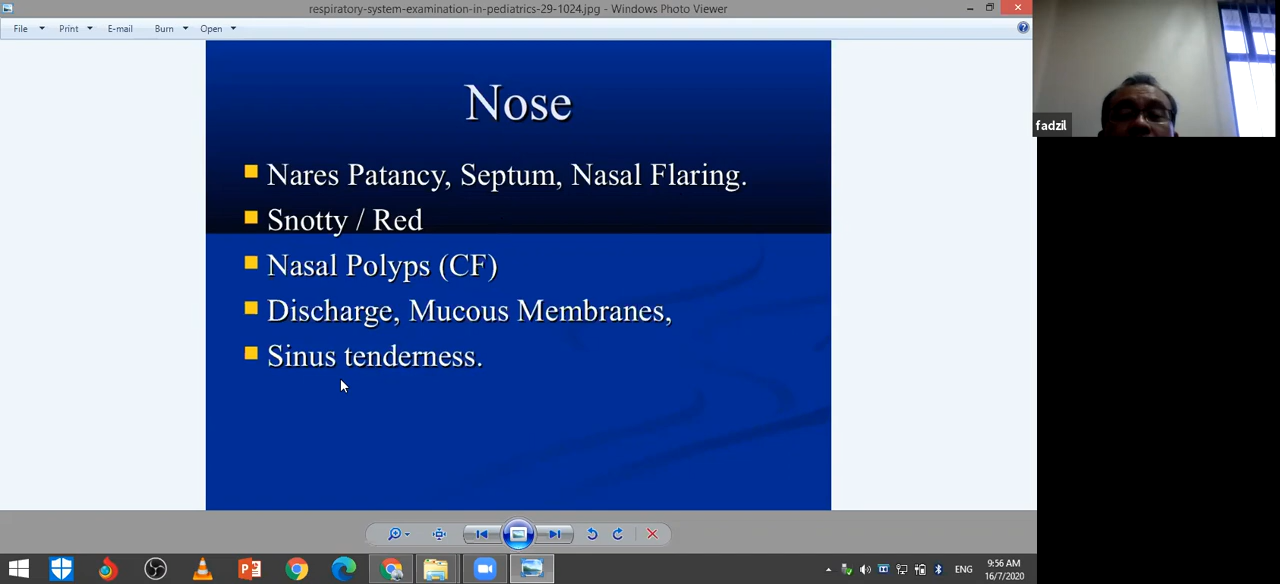 respiratory-system-examination-in-pediatrics-29-1024.jpg - Windows Photo Viewer
File Print E-mail Burn Open
Nose
Nares Patancy, Septum, Nasal Flaring.
Snotty / Red
Nasal Polyps (CF)
Discharge, Mucous Membranes,
Sinus tenderness.
fadzil
ENG
9:56 AM
16/7/2020